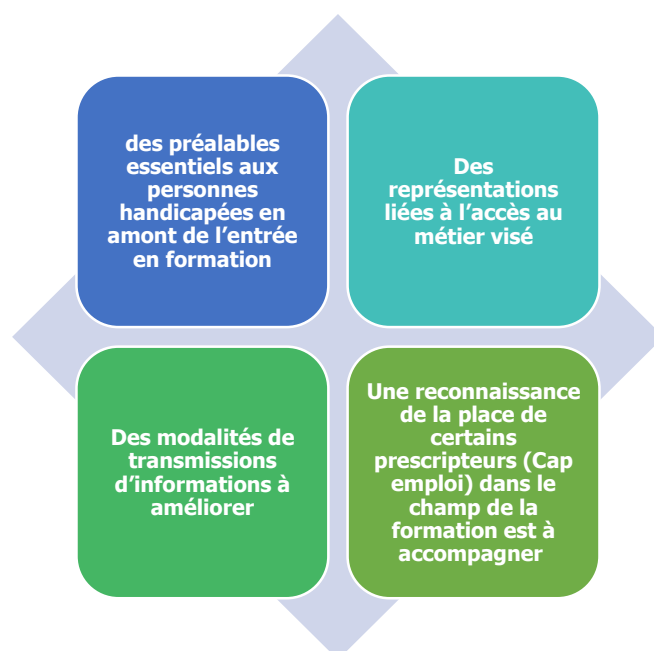 des préalables
essentiels aux
personnes
handicapées en
amont de l’entrée
en formation
Des
représentations
liées à l’accès au
métier visé
Des modalités de
transmissions
d’informations à
améliorer
Une reconnaissance
de la place de
certains
prescripteurs (Cap
emploi) dans le
champ de la
formation est à
accompagner